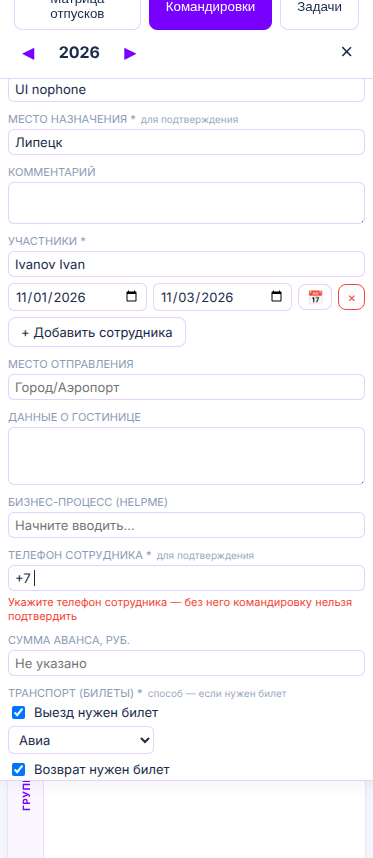 Матрица
отпусков
Командировки
Задачи
◀ 2026 ▶ ×
UI nophone
МЕСТО НАЗНАЧЕНИЯ * для подтверждения
Липецк
КОММЕНТАРИЙ
УЧАСТНИКИ *
Ivanov Ivan
11/01/2026 11/03/2026 ×
+ Добавить сотрудника
МЕСТО ОТПРАВЛЕНИЯ
Город/Аэропорт
ДАННЫЕ О ГОСТИНИЦЕ
БИЗНЕС-ПРОЦЕСС (HELPME)
Начните вводить...
ТЕЛЕФОН СОТРУДНИКА * для подтверждения
+7
Укажите телефон сотрудника — без него командировку нельзя
подтвердить
СУММА АВАНСА, РУБ.
Не указано
ТРАНСПОРТ (БИЛЕТЫ) * способ — если нужен билет
Выезд нужен билет
Авиа
Возврат нужен билет